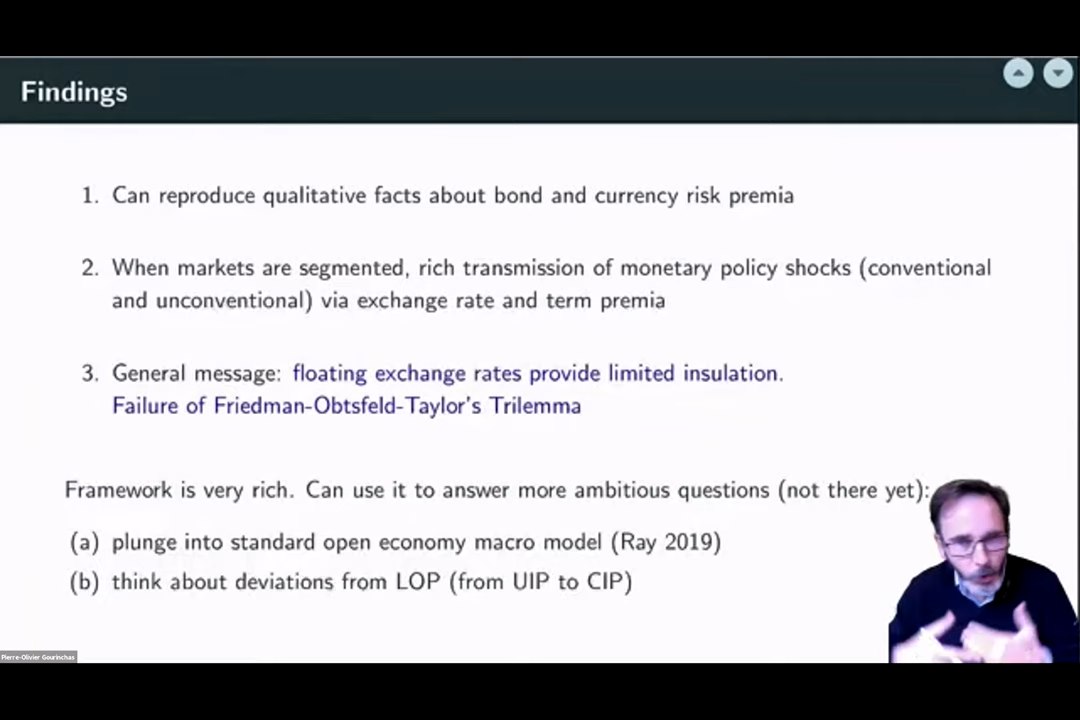 Findings
1. Can reproduce qualitative facts about bond and currency risk premia
2. When markets are segmented, rich transmission of monetary policy shocks (conventional
and unconventional) via exchange rate and term premia
3. General message: floating exchange rates provide limited insulation.
Failure of Friedman-Obtsfeld-Taylor's Trilemma
Framework is very rich. Can use it to answer more ambitious questions (not there yet):
(a) plunge into standard open economy macro model (Ray 2019)
(b) think about deviations from LOP (from UIP to CIP)
Pierre-Olivier Gourinchas